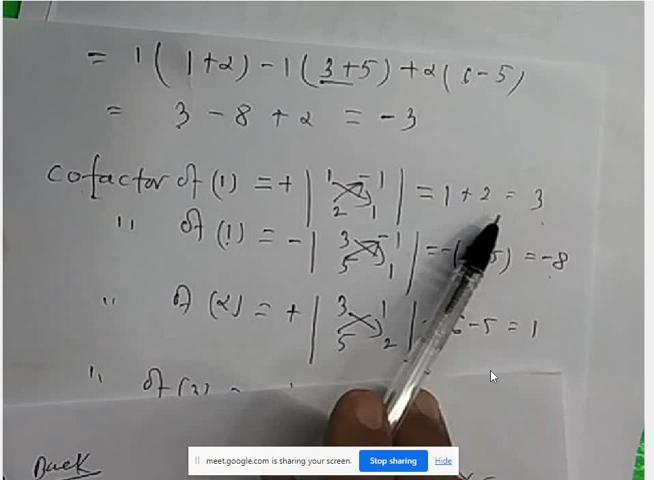 = 1(1+2) - 1(3+5) + 2(6-5)
= 3 - 8 + 2 = -3
Cofactor of (1) = + | 1 -1 2 1 | = 1 + 2 = 3
" of (1) = - | 3 -1 5 1 | = -( 5) = -8
" of (2) = + | 3 1 5 2 | = 6-5 = 1
" of (3) =
Duck
meet.google.com is sharing your screen. Stop sharing Hide